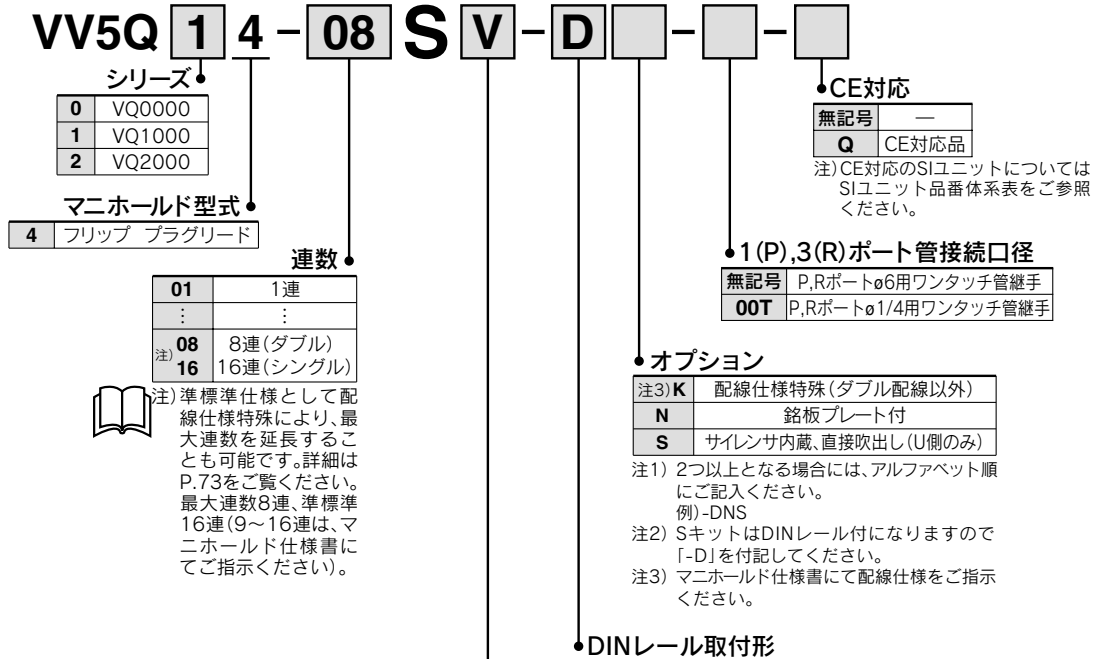 VV5Q 1 4 - 08 S V - D - -
シリーズ
0 VQ0000
1 VQ1000
2 VQ2000
マニホールド型式
4 フリップ プラグリード
連数
01 1連
⋮ ⋮
注) 08 8連(ダブル)
16 16連(シングル)
注)準標準仕様として配
線仕様特殊により、最
大連数を延長するこ
とも可能です。詳細は
P.73をご覧ください。
最大連数8連、準標準
16連(9〜16連は、マ
ニホールド仕様書に
てご指示ください)。
CE対応
無記号 —
Q CE対応品
注)CE対応のSIユニットについては
SIユニット品番体系表をご参照
ください。
1(P),3(R)ポート管接続口径
無記号 P,Rポートø6用ワンタッチ管継手
00T P,Rポートø1/4用ワンタッチ管継手
オプション
注3)K 配線仕様特殊(ダブル配線以外)
N 銘板プレート付
S サイレンサ内蔵、直接吹出し(U側のみ)
注1) 2つ以上となる場合には、アルファベット順
にご記入ください。
例)-DNS
注2) SキットはDINレール付になりますので
「-D」を付記してください。
注3) マニホールド仕様書にて配線仕様をご指示
ください。
DINレール取付形